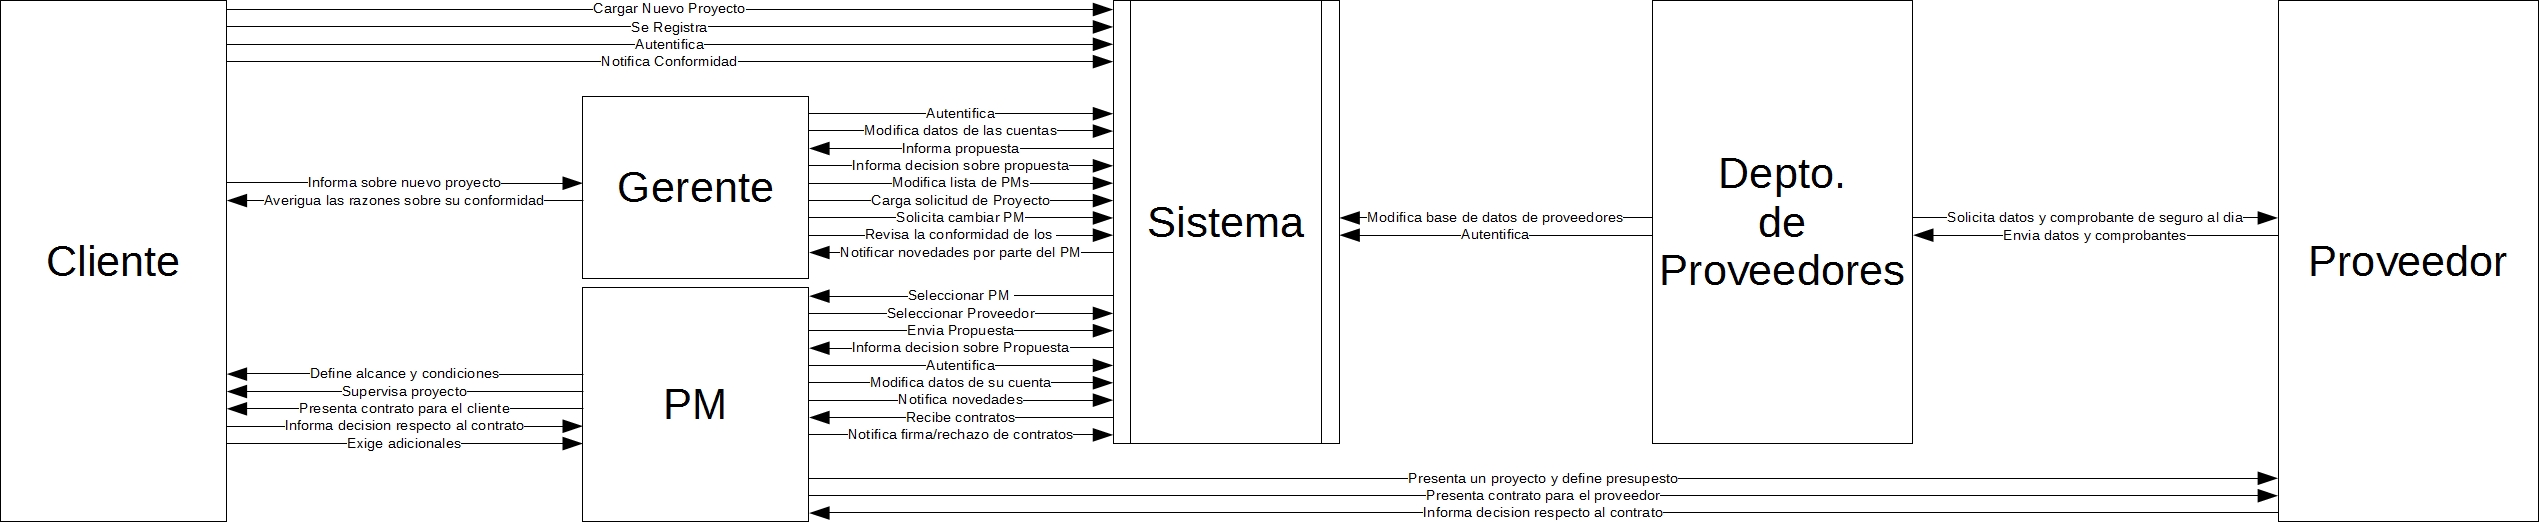 Cargar Nuevo Proyecto
Se Registra
Autentifica
Notifica Conformidad
Cliente
Informa sobre nuevo proyecto
Averigua las razones sobre su conformidad
Gerente
Autentifica
Modifica datos de las cuentas
Informa propuesta
Informa decision sobre propuesta
Modifica lista de PMs
Carga solicitud de Proyecto
Solicita cambiar PM
Revisa la conformidad de los
Notificar novedades por parte del PM
Define alcance y condiciones
Supervisa proyecto
Presenta contrato para el cliente
Informa decision respecto al contrato
Exige adicionales
PM
Seleccionar PM
Seleccionar Proveedor
Envia Propuesta
Informa decision sobre Propuesta
Autentifica
Modifica datos de su cuenta
Notifica novedades
Recibe contratos
Notifica firma/rechazo de contratos
Sistema
Modifica base de datos de proveedores
Autentifica
Depto.
de
Proveedores
Solicita datos y comprobante de seguro al dia
Envia datos y comprobantes
Proveedor
Presenta un proyecto y define presupesto
Presenta contrato para el proveedor
Informa decision respecto al contrato